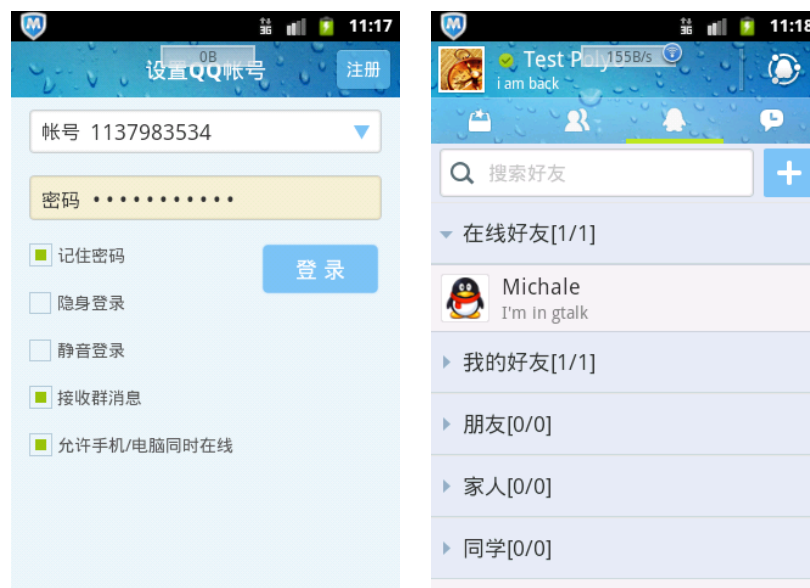 3G 11:17
0B
设置QQ帐号
注册
帐号 1137983534
密码 ···········
记住密码
登 录
隐身登录
静音登录
接收群消息
允许手机/电脑同时在线
3G 11:18
155B/s
Test Poly
i am back
搜索好友
在线好友[1/1]
Michale
I'm in gtalk
我的好友[1/1]
朋友[0/0]
家人[0/0]
同学[0/0]